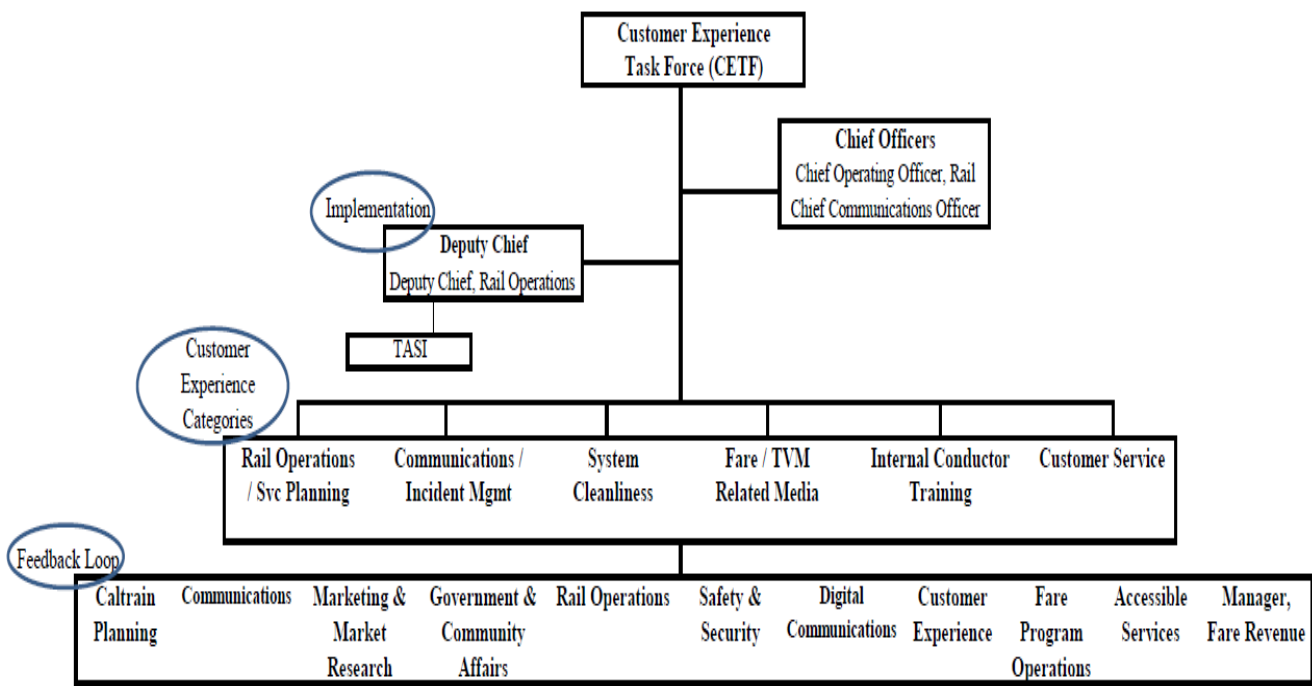 Customer Experience
Task Force (CETF)
Chief Officers
Chief Operating Officer, Rail
Chief Communications Officer
Implementation
Deputy Chief
Deputy Chief, Rail Operations
TASI
Customer
Experience
Categories
Rail Operations
/ Svc Planning
Communications /
Incident Mgmt
System
Cleanliness
Fare / TVM
Related Media
Internal Conductor
Training
Customer Service
Feedback Loop
Caltrain
Planning
Communications
Marketing &
Market
Research
Government &
Community
Affairs
Rail Operations
Safety &
Security
Digital
Communications
Customer
Experience
Fare
Program
Operations
Accessible
Services
Manager,
Fare Revenue